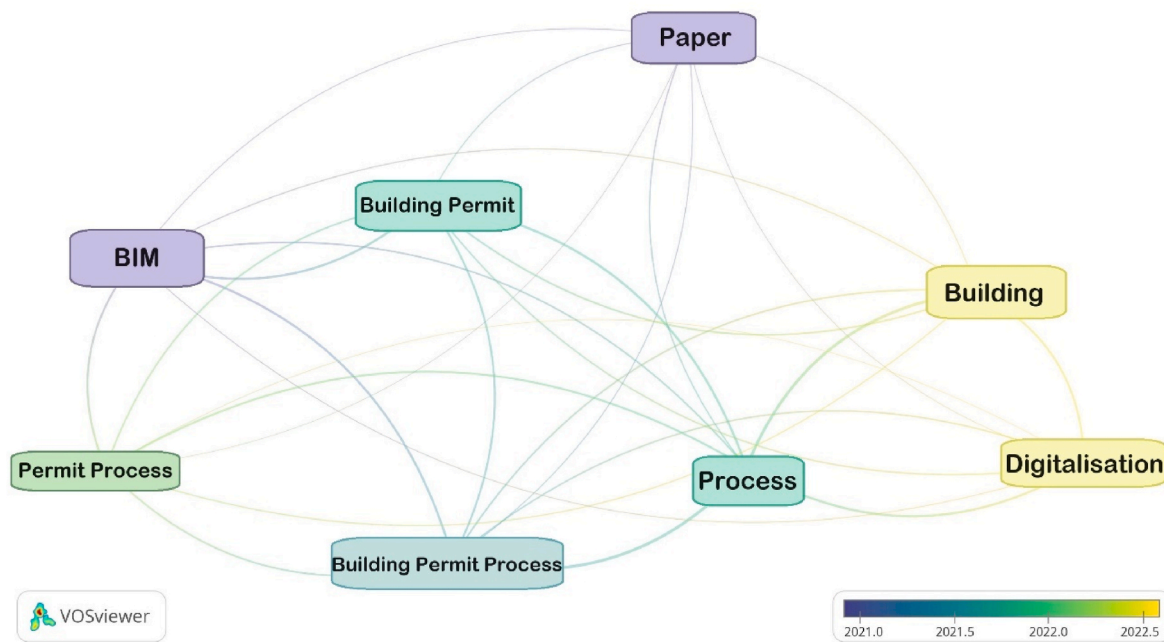 Paper
Building Permit
BIM
Building
Permit Process
Process
Digitalisation
Building Permit Process
VOSviewer
2021.0 2021.5 2022.0 2022.5